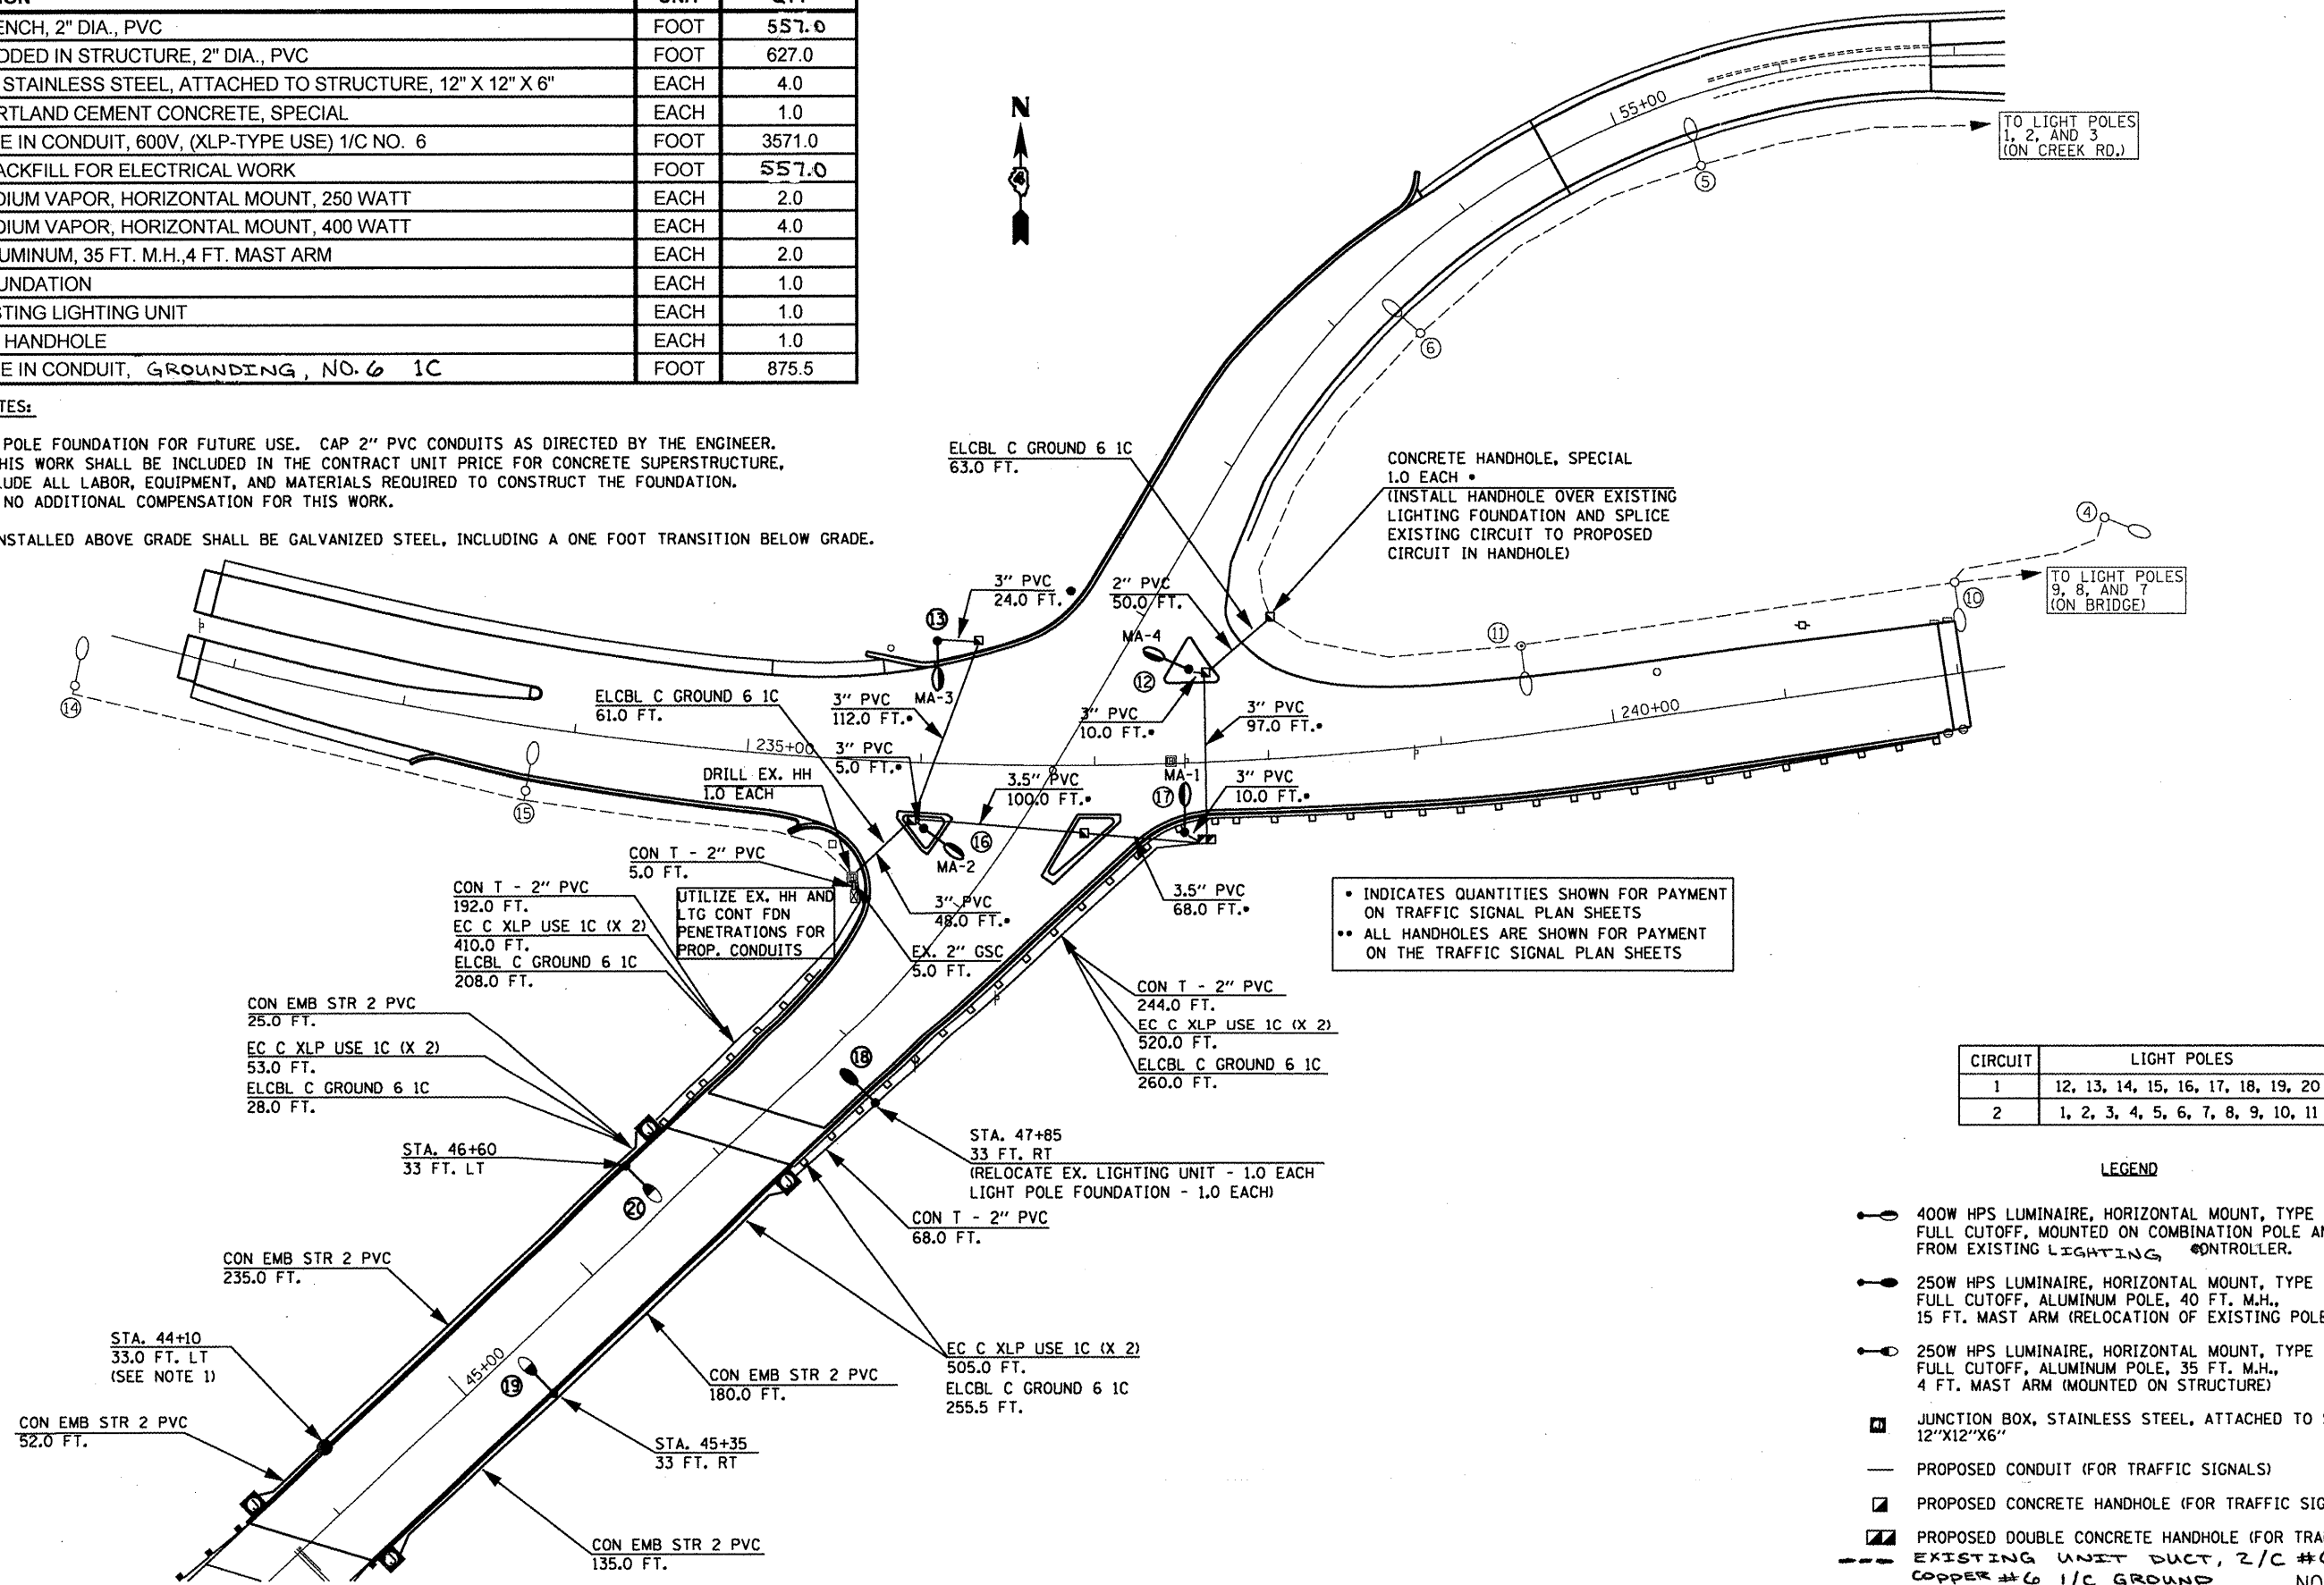 UNIT QTY
ENCH, 2" DIA., PVC FOOT 557.0
DDED IN STRUCTURE, 2" DIA., PVC FOOT 627.0
STAINLESS STEEL, ATTACHED TO STRUCTURE, 12" X 12" X 6" EACH 4.0
RTLAND CEMENT CONCRETE, SPECIAL EACH 1.0
E IN CONDUIT, 600V, (XLP-TYPE USE) 1/C NO. 6 FOOT 3571.0
ACKFILL FOR ELECTRICAL WORK FOOT 557.0
DIUM VAPOR, HORIZONTAL MOUNT, 250 WATT EACH 2.0
DIUM VAPOR, HORIZONTAL MOUNT, 400 WATT EACH 4.0
UMINUM, 35 FT. M.H.,4 FT. MAST ARM EACH 2.0
UNDATION EACH 1.0
STING LIGHTING UNIT EACH 1.0
HANDHOLE EACH 1.0
E IN CONDUIT, GROUNDING, NO. 6 1C FOOT 875.5
TES:
POLE FOUNDATION FOR FUTURE USE. CAP 2" PVC CONDUITS AS DIRECTED BY THE ENGINEER.
HIS WORK SHALL BE INCLUDED IN THE CONTRACT UNIT PRICE FOR CONCRETE SUPERSTRUCTURE,
LUDE ALL LABOR, EQUIPMENT, AND MATERIALS REQUIRED TO CONSTRUCT THE FOUNDATION.
NO ADDITIONAL COMPENSATION FOR THIS WORK.
NSTALLED ABOVE GRADE SHALL BE GALVANIZED STEEL, INCLUDING A ONE FOOT TRANSITION BELOW GRADE.
N
55+00
TO LIGHT POLES
1, 2, AND 3
(ON CREEK RD.)
5
6
ELCBL C GROUND 6 1C
63.0 FT.
CONCRETE HANDHOLE, SPECIAL
1.0 EACH •
(INSTALL HANDHOLE OVER EXISTING
LIGHTING FOUNDATION AND SPLICE
EXISTING CIRCUIT TO PROPOSED
CIRCUIT IN HANDHOLE)
4
TO LIGHT POLES
9, 8, AND 7
(ON BRIDGE)
10
11
3" PVC
24.0 FT.•
2" PVC
50.0 FT.
13
MA-3
MA-4
12
14
15
ELCBL C GROUND 6 1C
61.0 FT.
3" PVC
112.0 FT.•
3" PVC
10.0 FT.•
3" PVC
97.0 FT.•
240+00
235+00
3" PVC
5.0 FT.•
DRILL EX. HH
1.0 EACH
3.5" PVC
100.0 FT.•
MA-1
17
3" PVC
10.0 FT.•
16
MA-2
CON T - 2" PVC
5.0 FT.
UTILIZE EX. HH AND
LTG CONT FDN
PENETRATIONS FOR
PROP. CONDUITS
3" PVC
48.0 FT.•
3.5" PVC
68.0 FT.•
EX. 2" GSC
5.0 FT.
• INDICATES QUANTITIES SHOWN FOR PAYMENT
ON TRAFFIC SIGNAL PLAN SHEETS
•• ALL HANDHOLES ARE SHOWN FOR PAYMENT
ON THE TRAFFIC SIGNAL PLAN SHEETS
CON T - 2" PVC
192.0 FT.
EC C XLP USE 1C (X 2)
410.0 FT.
ELCBL C GROUND 6 1C
208.0 FT.
CON EMB STR 2 PVC
25.0 FT.
EC C XLP USE 1C (X 2)
53.0 FT.
ELCBL C GROUND 6 1C
28.0 FT.
CON T - 2" PVC
244.0 FT.
EC C XLP USE 1C (X 2)
520.0 FT.
ELCBL C GROUND 6 1C
260.0 FT.
18
STA. 46+60
33 FT. LT
J
20
STA. 47+85
33 FT. RT
(RELOCATE EX. LIGHTING UNIT - 1.0 EACH
LIGHT POLE FOUNDATION - 1.0 EACH)
J
CON T - 2" PVC
68.0 FT.
CON EMB STR 2 PVC
235.0 FT.
STA. 44+10
33.0 FT. LT
(SEE NOTE 1)
45+00
19
CON EMB STR 2 PVC
180.0 FT.
EC C XLP USE 1C (X 2)
505.0 FT.
ELCBL C GROUND 6 1C
255.5 FT.
CON EMB STR 2 PVC
52.0 FT.
STA. 45+35
33 FT. RT
J
J
CON EMB STR 2 PVC
135.0 FT.
CIRCUIT LIGHT POLES
1 12, 13, 14, 15, 16, 17, 18, 19, 20
2 1, 2, 3, 4, 5, 6, 7, 8, 9, 10, 11
LEGEND
400W HPS LUMINAIRE, HORIZONTAL MOUNT, TYPE
FULL CUTOFF, MOUNTED ON COMBINATION POLE AN
FROM EXISTING LIGHTING CONTROLLER.
250W HPS LUMINAIRE, HORIZONTAL MOUNT, TYPE
FULL CUTOFF, ALUMINUM POLE, 40 FT. M.H.,
15 FT. MAST ARM (RELOCATION OF EXISTING POLE
250W HPS LUMINAIRE, HORIZONTAL MOUNT, TYPE
FULL CUTOFF, ALUMINUM POLE, 35 FT. M.H.,
4 FT. MAST ARM (MOUNTED ON STRUCTURE)
JUNCTION BOX, STAINLESS STEEL, ATTACHED TO
12"X12"X6"
PROPOSED CONDUIT (FOR TRAFFIC SIGNALS)
PROPOSED CONCRETE HANDHOLE (FOR TRAFFIC SIG
PROPOSED DOUBLE CONCRETE HANDHOLE (FOR TRA
EXISTING UNIT DUCT, 2/C #6
COPPER #6 1/C GROUND NO